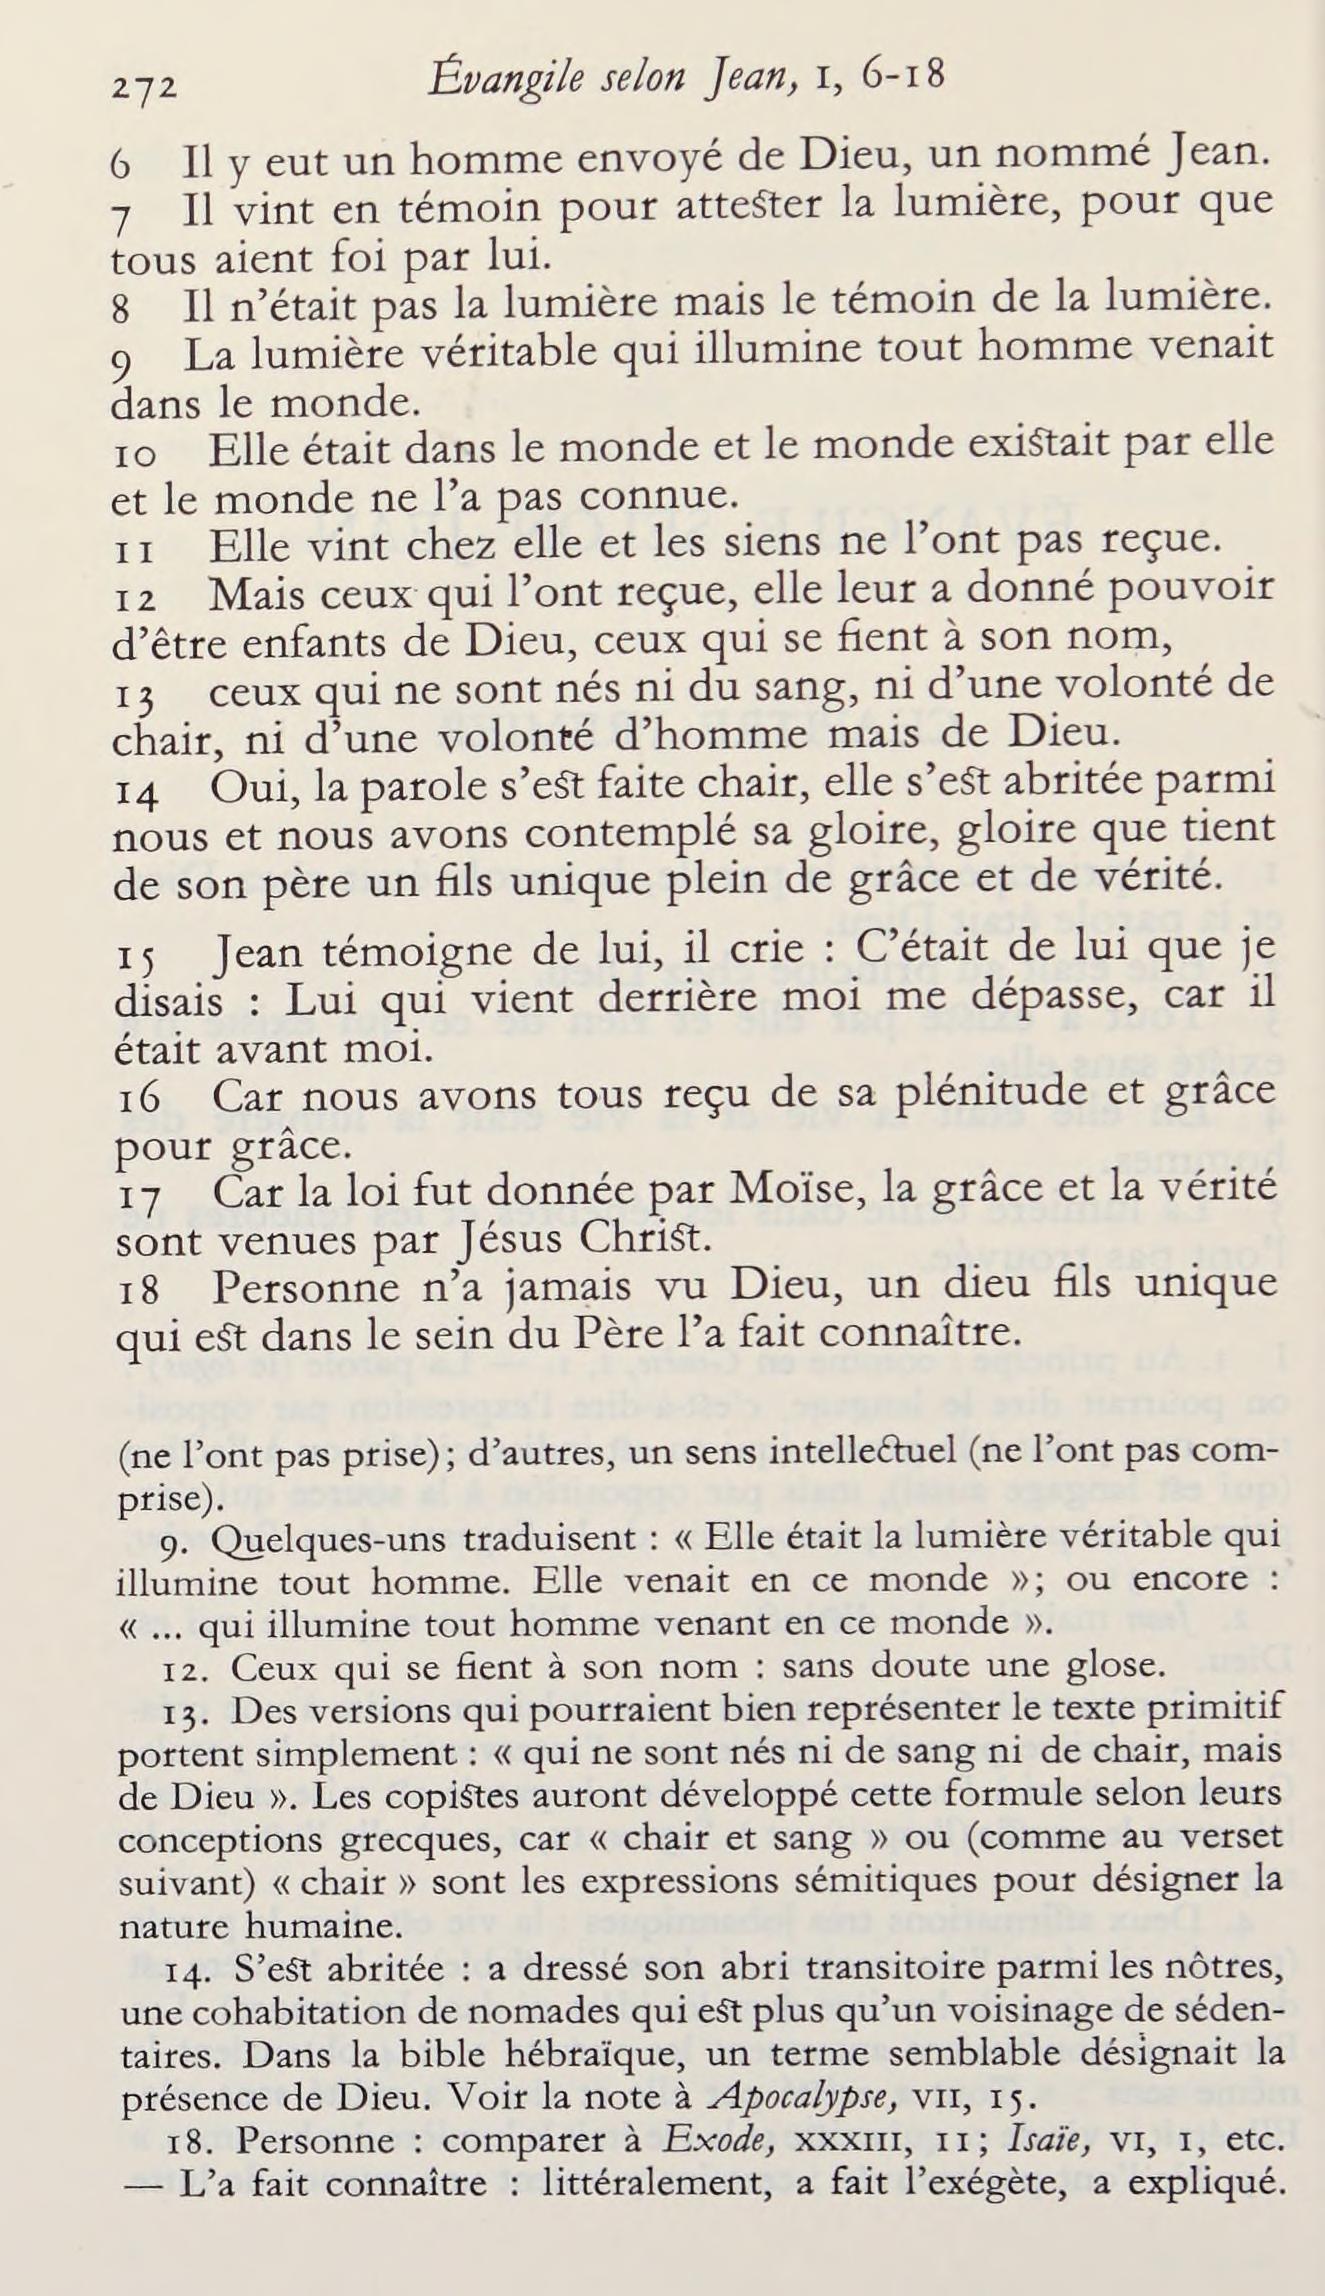 272
Évangile selon Jean, I, 6-18
6 Il y eut un homme envoyé de Dieu, un nommé Jean.
7 Il vint en témoin pour attester la lumière, pour que
tous aient foi par lui.
8 Il n’était pas la lumière mais le témoin de la lumière.
9 La lumière véritable qui illumine tout homme venait
dans le monde.
10 Elle était dans le monde et le monde existait par elle
et le monde ne l’a pas connue.
11 Elle vint chez elle et les siens ne l’ont pas reçue.
12 Mais ceux qui l’ont reçue, elle leur a donné pouvoir
d’être enfants de Dieu, ceux qui se fient à son nom,
13 ceux qui ne sont nés ni du sang, ni d’une volonté de
chair, ni d’une volonté d’homme mais de Dieu.
14 Oui, la parole s’est faite chair, elle s’est abritée parmi
nous et nous avons contemplé sa gloire, gloire que tient
de son père un fils unique plein de grâce et de vérité.
15 Jean témoigne de lui, il crie : C’était de lui que je
disais : Lui qui vient derrière moi me dépasse, car il
était avant moi.
16 Car nous avons tous reçu de sa plénitude et grâce
pour grâce.
17 Car la loi fut donnée par Moïse, la grâce et la vérité
sont venues par Jésus Christ.
18 Personne n’a jamais vu Dieu, un dieu fils unique
qui est dans le sein du Père l’a fait connaître.
(ne l’ont pas prise); d’autres, un sens intellectuel (ne l’ont pas com-
prise).
9. Quelques-uns traduisent : « Elle était la lumière véritable qui
illumine tout homme. Elle venait en ce monde »; ou encore :
« ... qui illumine tout homme venant en ce monde ».
12. Ceux qui se fient à son nom : sans doute une glose.
13. Des versions qui pourraient bien représenter le texte primitif
portent simplement : « qui ne sont nés ni de sang ni de chair, mais
de Dieu ». Les copistes auront développé cette formule selon leurs
conceptions grecques, car « chair et sang » ou (comme au verset
suivant) « chair » sont les expressions sémitiques pour désigner la
nature humaine.
14. S’est abritée : a dressé son abri transitoire parmi les nôtres,
une cohabitation de nomades qui est plus qu’un voisinage de séden-
taires. Dans la bible hébraïque, un terme semblable désignait la
présence de Dieu. Voir la note à Apocalypse, VII, 15.
18. Personne : comparer à Exode, XXXIII, 11; Isaïe, VI, 1, etc.
— L’a fait connaître : littéralement, a fait l’exégète, a expliqué.